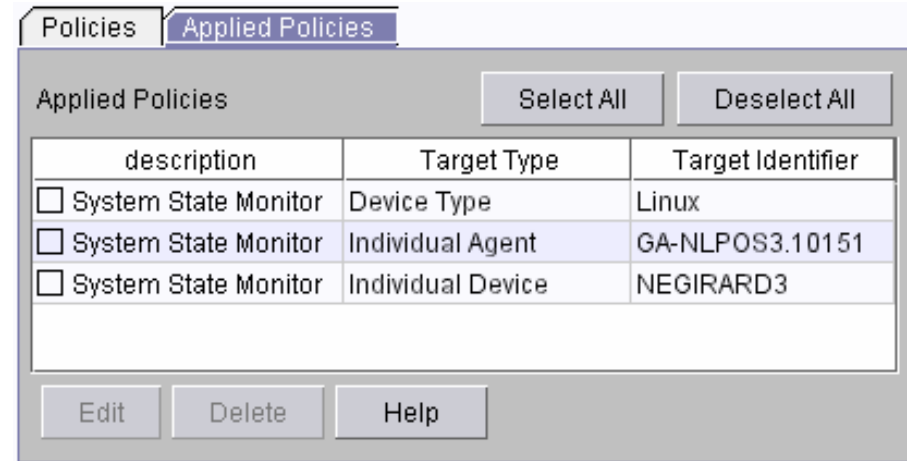 Policies Applied Policies
Applied Policies Select All Deselect All
description Target Type Target Identifier
System State Monitor Device Type Linux
System State Monitor Individual Agent GA-NLPOS3.10151
System State Monitor Individual Device NEGIRARD3
Edit Delete Help